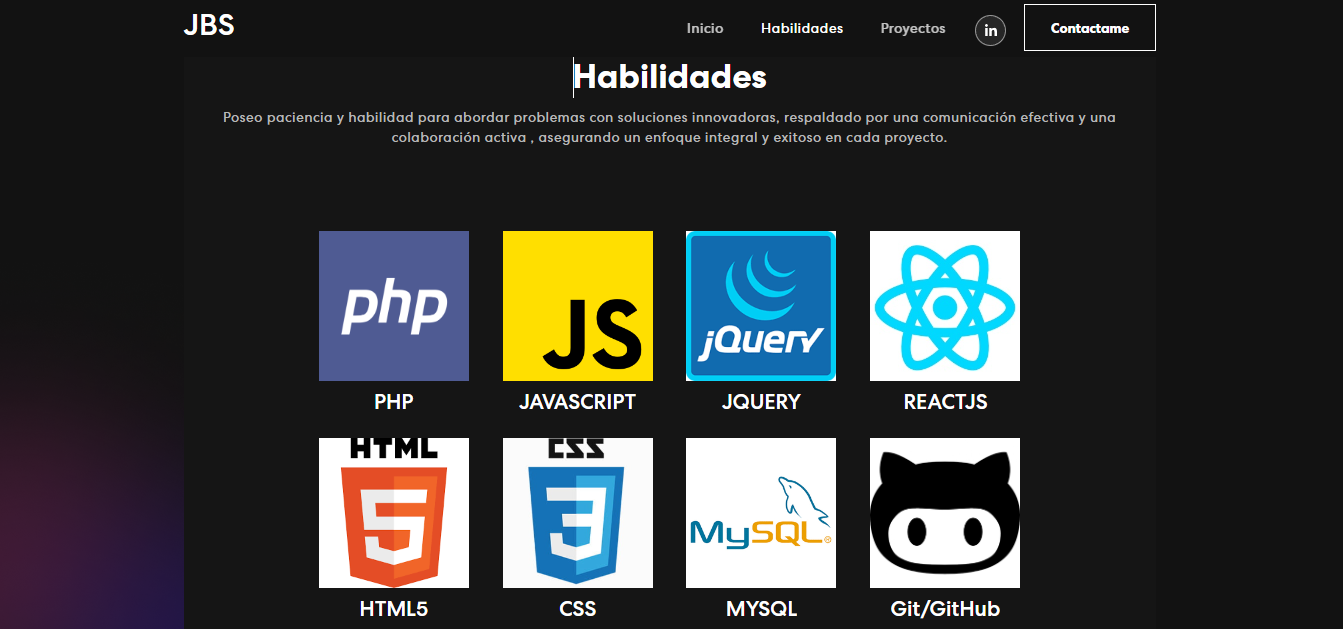 JBS
Inicio
Habilidades
Proyectos
in
Contactame
Habilidades
Poseo paciencia y habilidad para abordar problemas con soluciones innovadoras, respaldado por una comunicación efectiva y una
colaboración activa , asegurando un enfoque integral y exitoso en cada proyecto.
php
JS
jQuery
PHP
JAVASCRIPT
JQUERY
REACTJS
HTML
CSS
5
3
MySQL®
HTML5
CSS
MYSQL
Git/GitHub